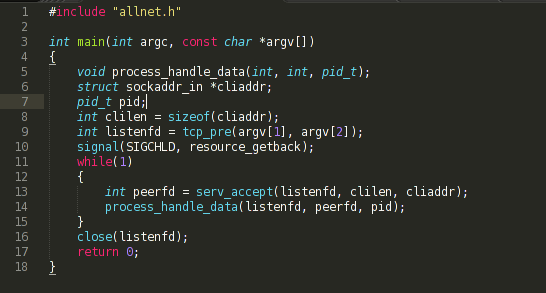 1 #include "allnet.h"
2
3 int main(int argc, const char *argv[])
4 {
5     void process_handle_data(int, int, pid_t);
6     struct sockaddr_in *cliaddr;
7     pid_t pid;
8     int clilen = sizeof(cliaddr);
9     int listenfd = tcp_pre(argv[1], argv[2]);
10     signal(SIGCHLD, resource_getback);
11     while(1)
12     {
13         int peerfd = serv_accept(listenfd, clilen, cliaddr);
14         process_handle_data(listenfd, peerfd, pid);
15     }
16     close(listenfd);
17     return 0;
18 }